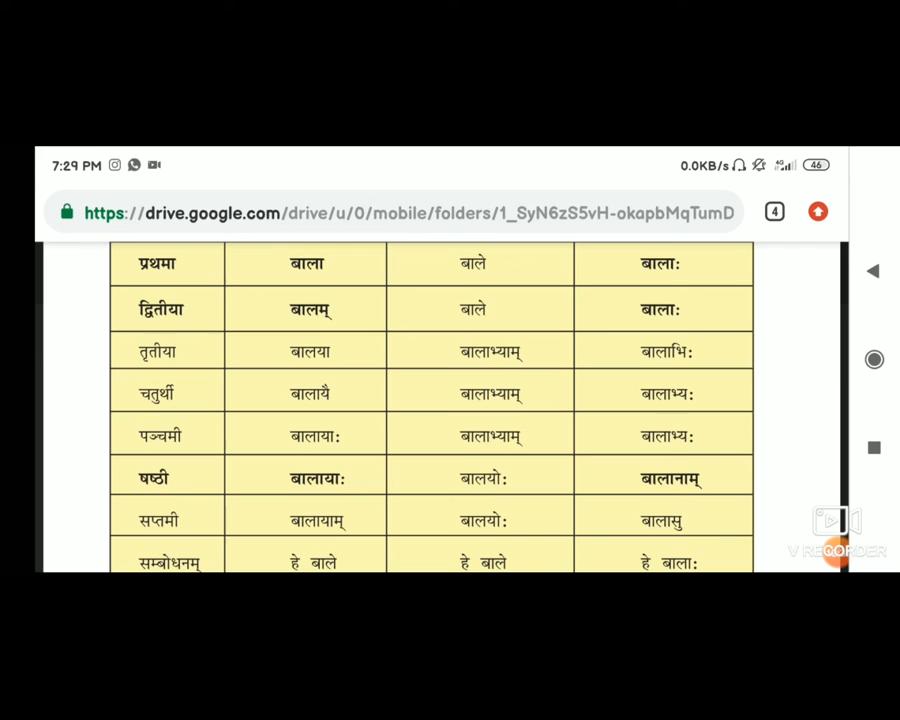 7:29 PM 0.0KB/s 4G 46
https://drive.google.com/drive/u/0/mobile/folders/1_SyN6zS5vH-okapbMqTumD 4
प्रथमा बाला बाले बाला:
द्वितीया बालम् बाले बाला:
तृतीया बालया बालाभ्याम् बालाभि:
चतुर्थी बालायै बालाभ्याम् बालाभ्य:
पञ्चमी बालाया: बालाभ्याम् बालाभ्य:
षष्ठी बालाया: बालयो: बालानाम्
सप्तमी बालायाम् बालयो: बालासु
सम्बोधनम् हे बाले हे बाले हे बाला:
V RECORDER